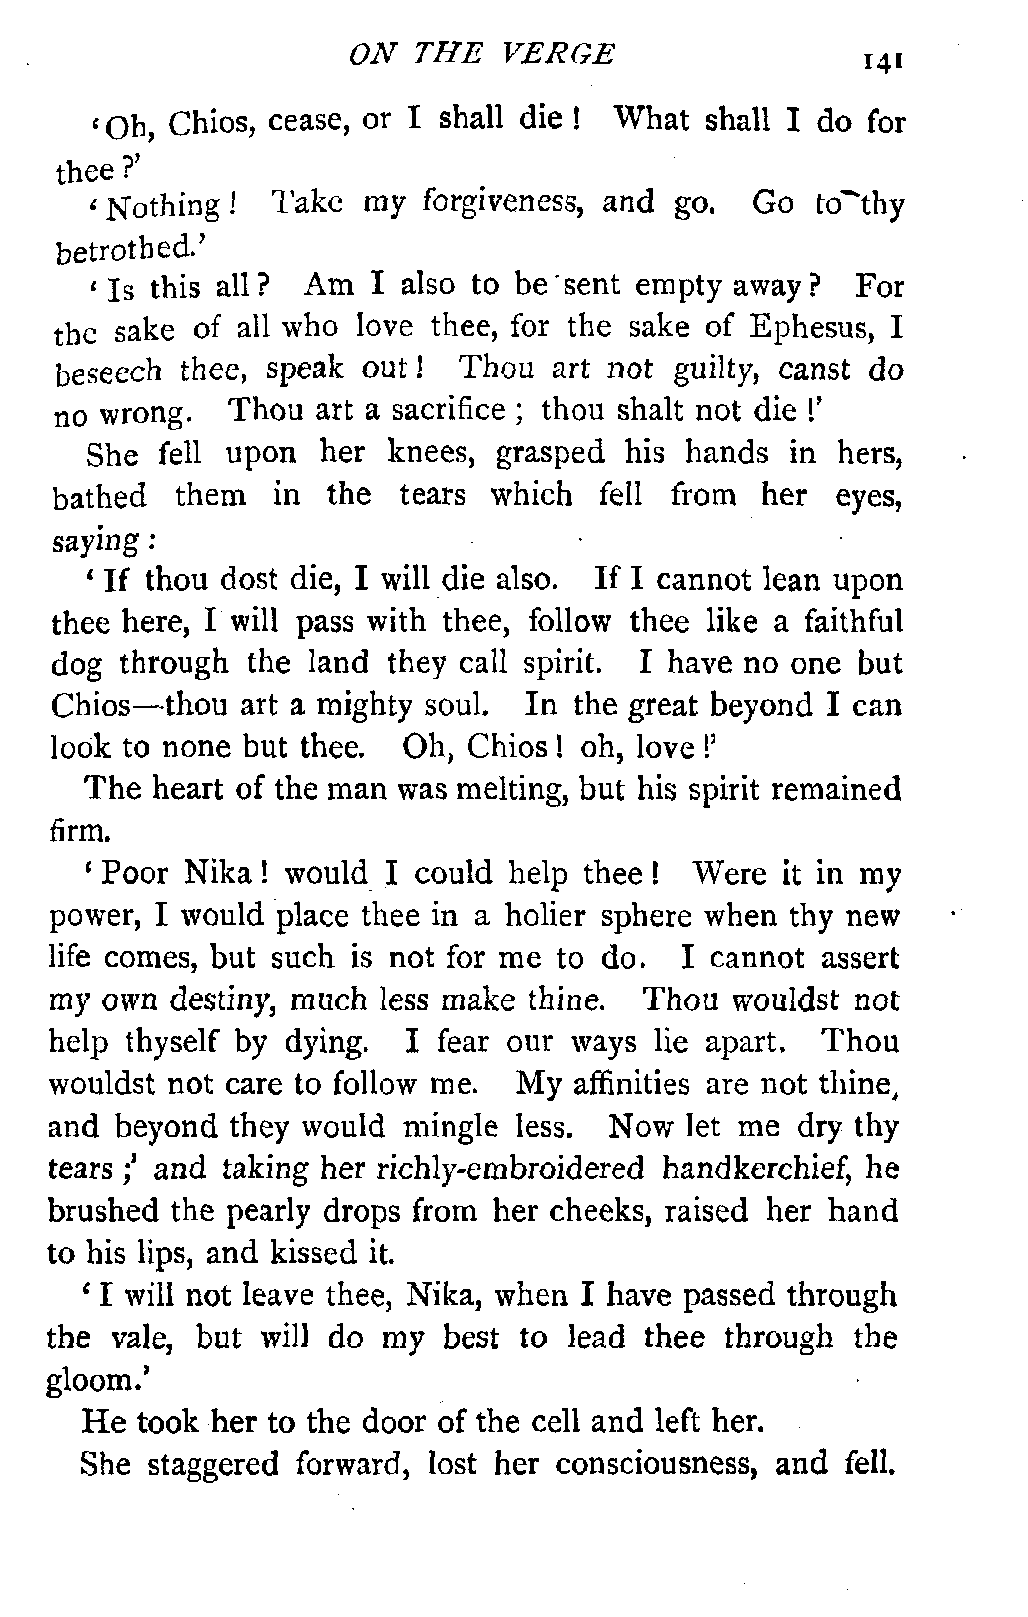 ON THE VERGE 141
‘Oh, Chios, cease, or I shall die! What shall I do for
thee?’
‘Nothing! Take my forgiveness, and go. Go to thy
betrothed.’
‘Is this all? Am I also to be sent empty away? For
the sake of all who love thee, for the sake of Ephesus, I
beseech thee, speak out! Thou art not guilty, canst do
no wrong. Thou art a sacrifice; thou shalt not die!’
She fell upon her knees, grasped his hands in hers,
bathed them in the tears which fell from her eyes,
saying:
‘If thou dost die, I will die also. If I cannot lean upon
thee here, I will pass with thee, follow thee like a faithful
dog through the land they call spirit. I have no one but
Chios—thou art a mighty soul. In the great beyond I can
look to none but thee. Oh, Chios! oh, love!’
The heart of the man was melting, but his spirit remained
firm.
‘Poor Nika! would I could help thee! Were it in my
power, I would place thee in a holier sphere when thy new
life comes, but such is not for me to do. I cannot assert
my own destiny, much less make thine. Thou wouldst not
help thyself by dying. I fear our ways lie apart. Thou
wouldst not care to follow me. My affinities are not thine,
and beyond they would mingle less. Now let me dry thy
tears;’ and taking her richly-embroidered handkerchief, he
brushed the pearly drops from her cheeks, raised her hand
to his lips, and kissed it.
‘I will not leave thee, Nika, when I have passed through
the vale, but will do my best to lead thee through the
gloom.’
He took her to the door of the cell and left her.
She staggered forward, lost her consciousness, and fell.